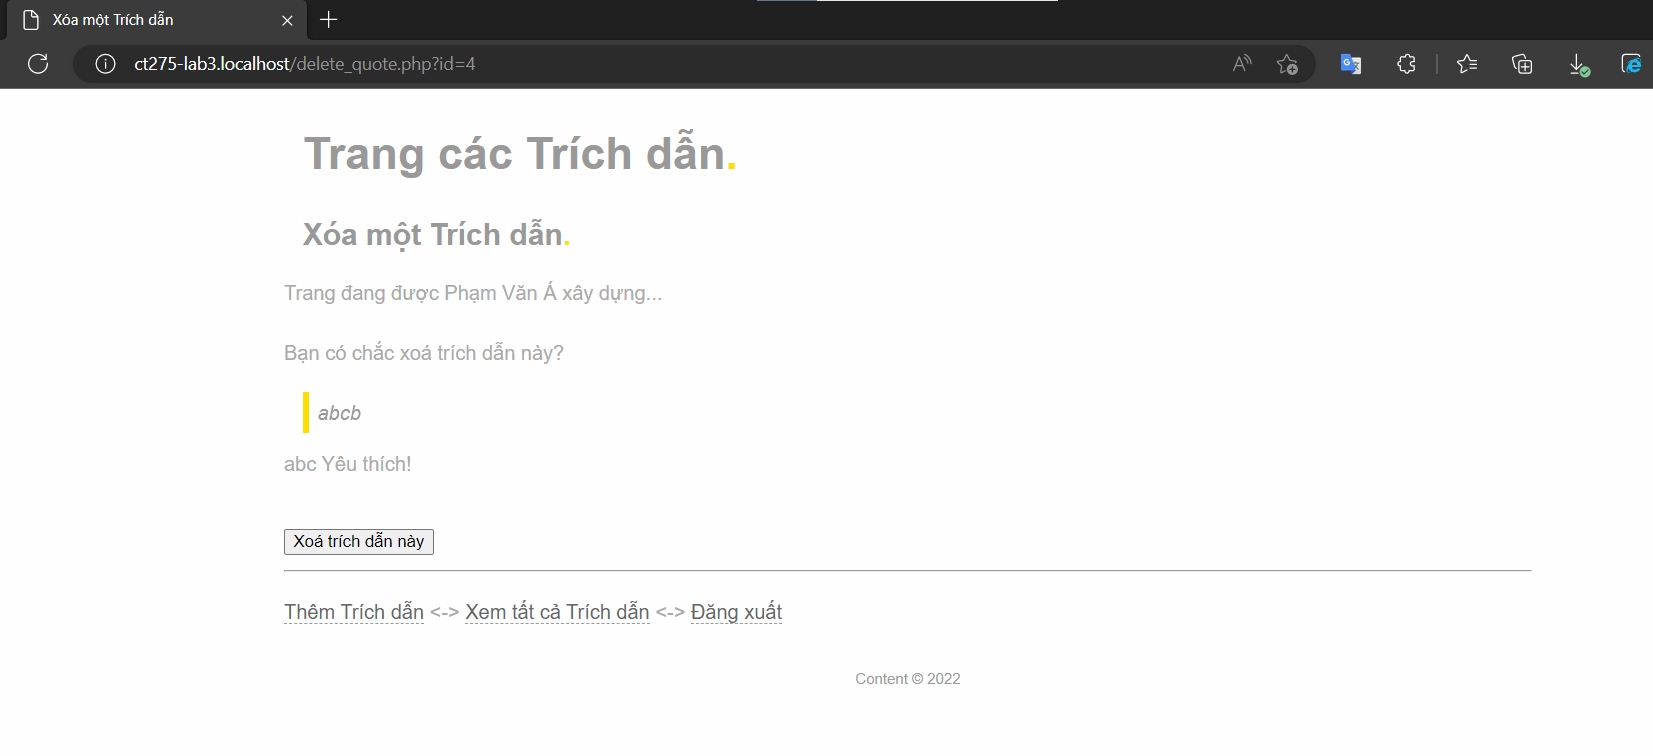 Xóa một Trích dẫn
ct275-lab3.localhost/delete_quote.php?id=4
Trang các Trích dẫn.
Xóa một Trích dẫn.
Trang đang được Phạm Văn Á xây dựng...
Bạn có chắc xoá trích dẫn này?
abcb
abc Yêu thích!
Xoá trích dẫn này
Thêm Trích dẫn <-> Xem tất cả Trích dẫn <-> Đăng xuất
Content © 2022